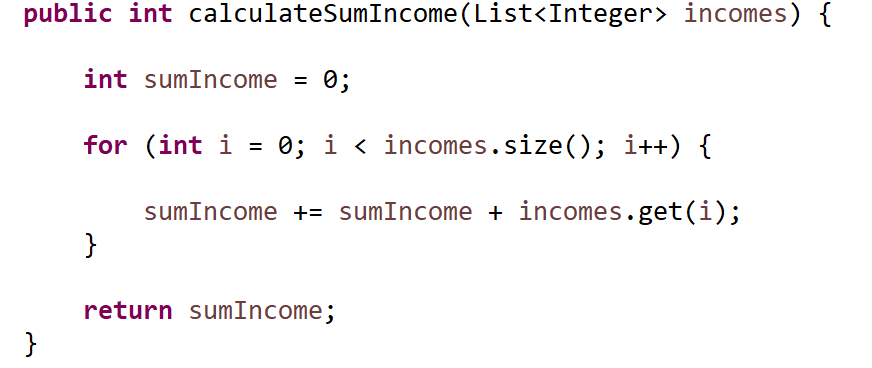 public int calculateSumIncome(List<Integer> incomes) {
int sumIncome = 0;
for (int i = 0; i < incomes.size(); i++) {
sumIncome += sumIncome + incomes.get(i);
}
return sumIncome;
}